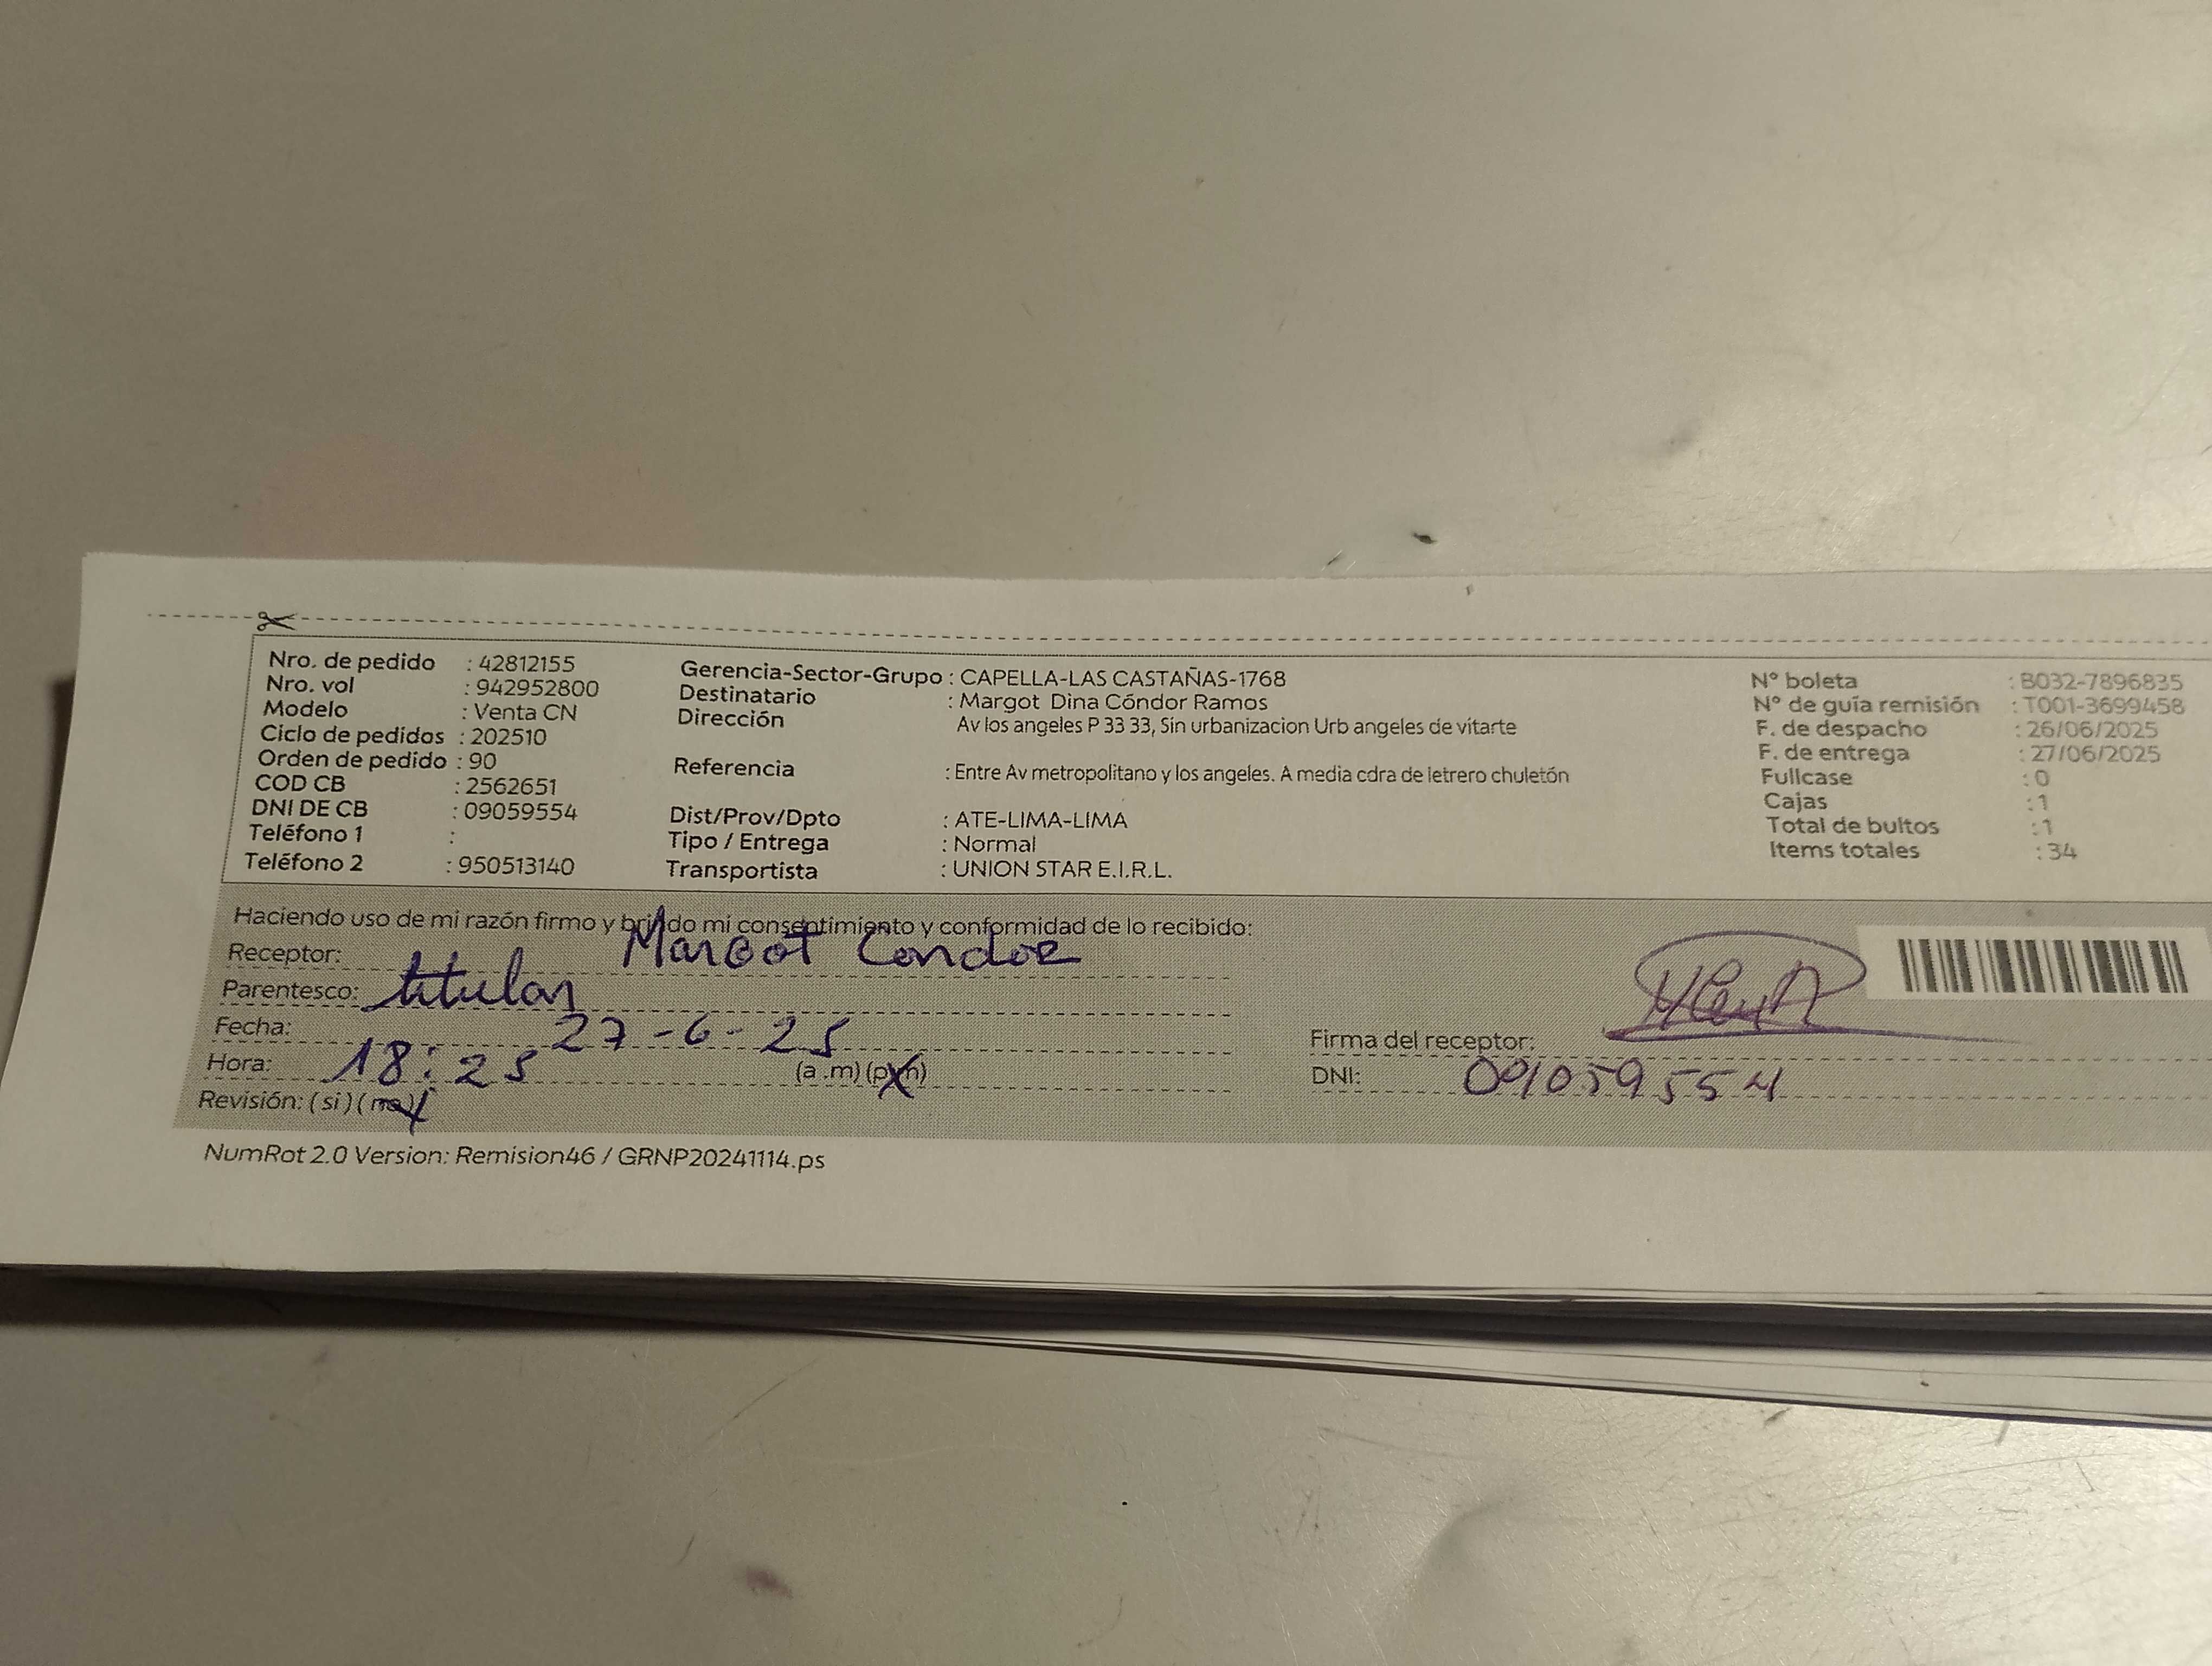 Nro. de pedido : 42812155
Nro. vol : 942952800
Modelo : Venta CN
Ciclo de pedidos : 202510
Orden de pedido : 90
COD CB : 2562651
DNI DE CB : 09059554
Teléfono 1 :
Teléfono 2 : 950513140
Gerencia-Sector-Grupo : CAPELLA-LAS CASTAÑAS-1768
Destinatario : Margot Dina Cóndor Ramos
Dirección Av los angeles P 33 33, Sin urbanizacion Urb angeles de vitarte
Referencia : Entre Av metropolitano y los angeles. A media cdra de letrero chuletón
Dist/Prov/Dpto : ATE-LIMA-LIMA
Tipo / Entrega : Normal
Transportista : UNION STAR E.I.R.L.
N° boleta : B032-7896835
N° de guía remisión : T001-3699458
F. de despacho : 26/06/2025
F. de entrega : 27/06/2025
Fullcase : 0
Cajas : 1
Total de bultos : 1
Items totales : 34
Haciendo uso de mi razón firmo y brindo mi consentimiento y conformidad de lo recibido:
Receptor: Margot Condor
Parentesco: titular
Fecha: 27-6-25
Hora: 18:25 (a .m) (p.m)
Revisión: (si) (no)
Firma del receptor:
DNI: 091059554
NumRot 2.0 Version: Remision46 / GRNP20241114.ps